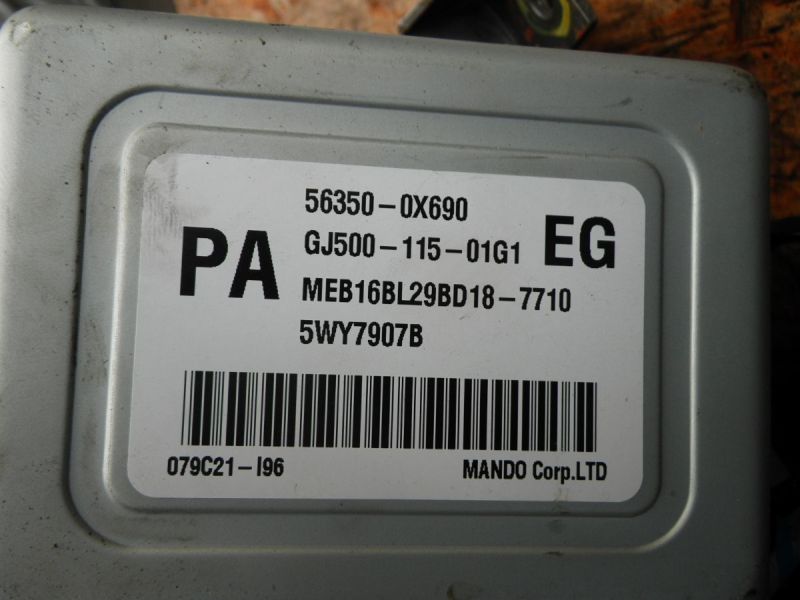 56350-0X690
PA GJ500-115-01G1 EG
MEB16BL29BD18-7710
5WY7907B
079C21-I96 MANDO Corp.LTD